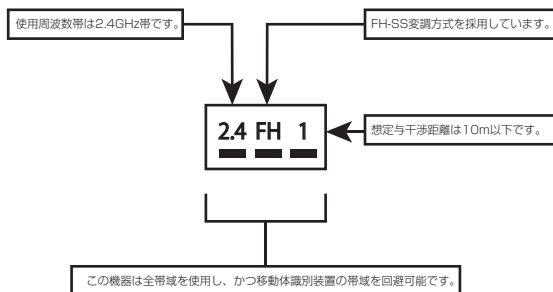 使用周波数帯は2.4GHz帯です。
FH-SS変調方式を採用しています。
2.4 FH 1
想定与干渉距離は10m以下です。
この機器は全帯域を使用し、かつ移動体識別装置の帯域を回避可能です。